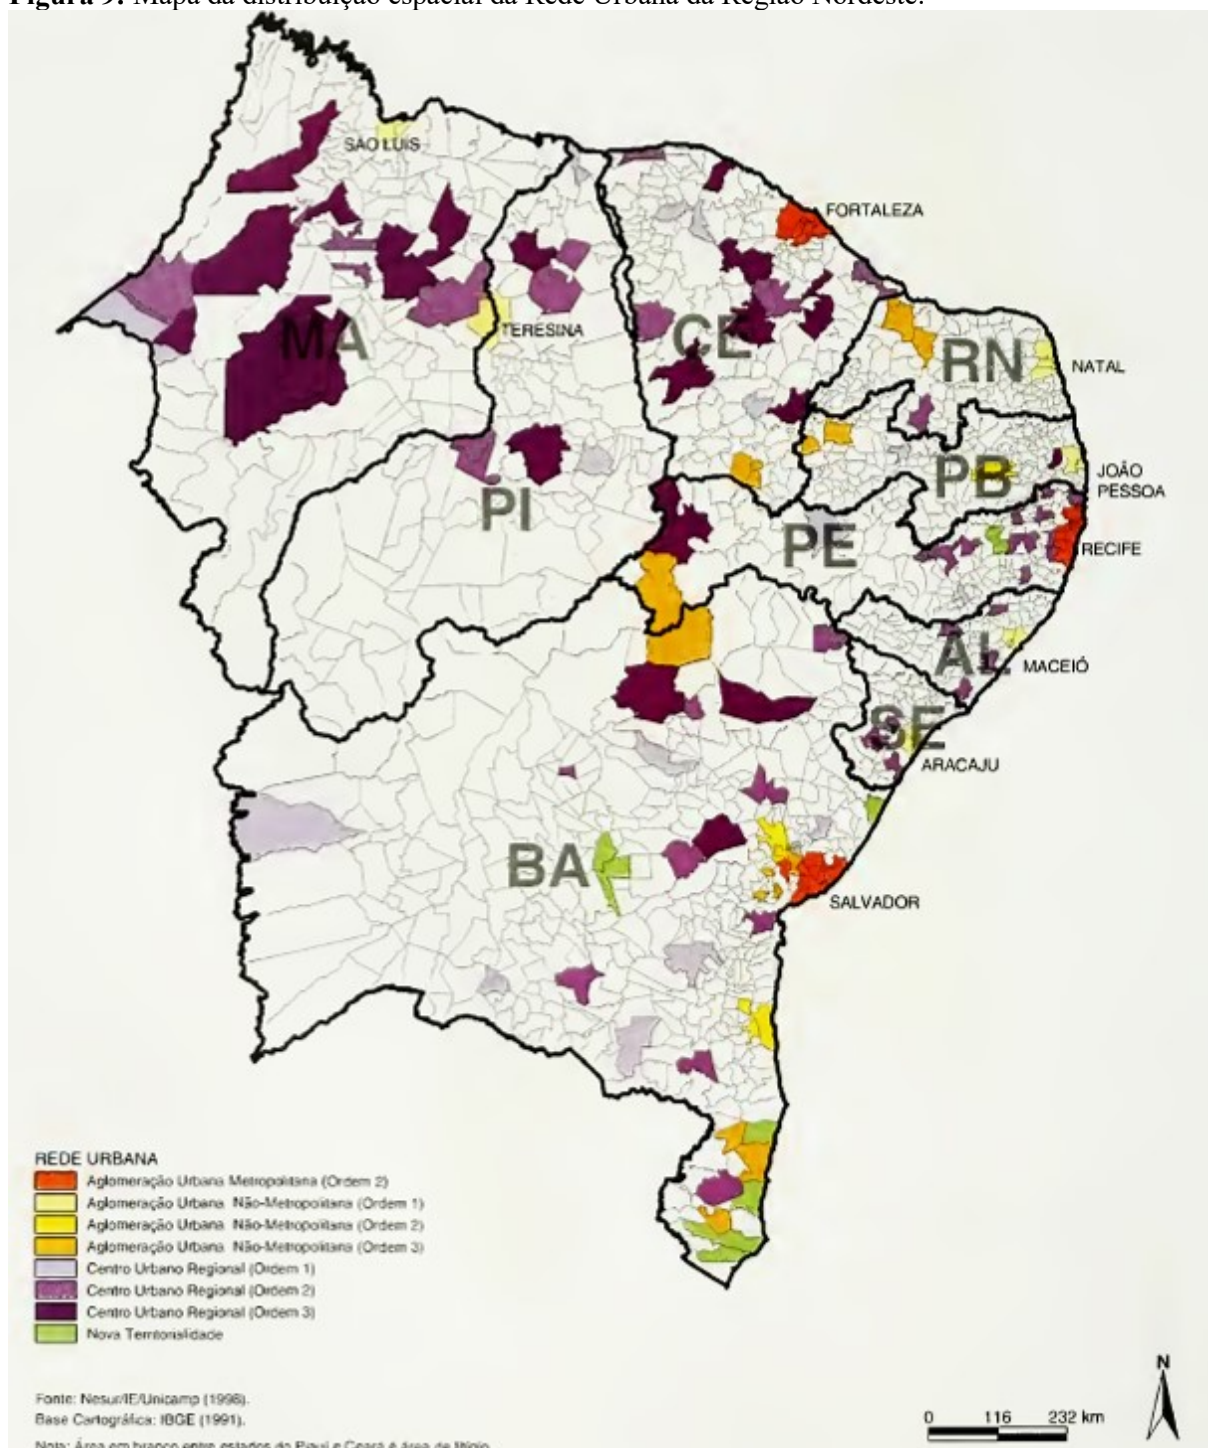 Figura 9: Mapa da distribuição espacial da Rede Urbana da Região Nordeste.
SÃO LUIS
FORTALEZA
TERESINA
MA
CE
RN
NATAL
PB
JOÃO
PESSOA
PI
PE
RECIFE
AL
MACEIÓ
SE
ARACAJU
BA
SALVADOR
REDE URBANA
Aglomeração Urbana Metropolitana (Ordem 2)
Aglomeração Urbana Não-Metropolitana (Ordem 1)
Aglomeração Urbana Não-Metropolitana (Ordem 2)
Aglomeração Urbana Não-Metropolitana (Ordem 3)
Centro Urbano Regional (Ordem 1)
Centro Urbano Regional (Ordem 2)
Centro Urbano Regional (Ordem 3)
Nova Territorialidade
N
Fonte: Nesur/IE/Unicamp (1998).
Base Cartográfica: IBGE (1991).
0 116 232 km
Nota: Área em branco entre estados do Piauí e Ceará é área de litígio.